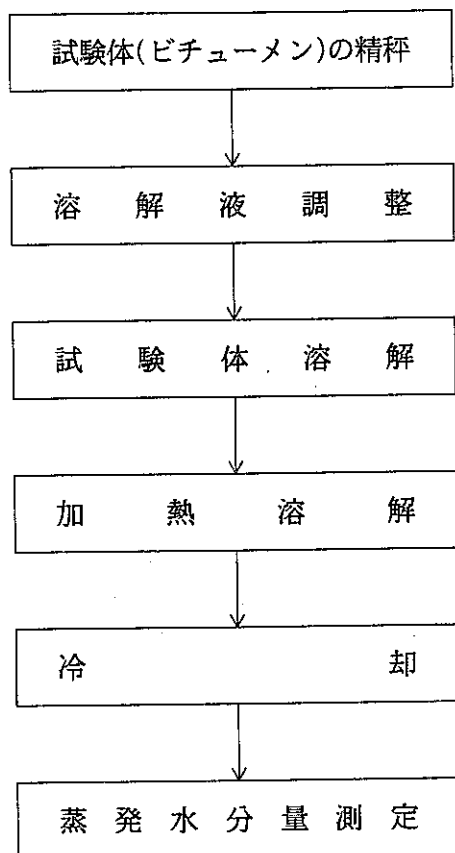 試験体(ビチューメン)の精秤
溶解液調整
試験体溶解
加熱溶解
冷却
蒸発水分量測定